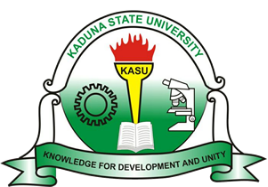 KADUNA STATE UNIVERSITY
KASU
KNOWLEDGE FOR DEVELOPMENT AND UNITY